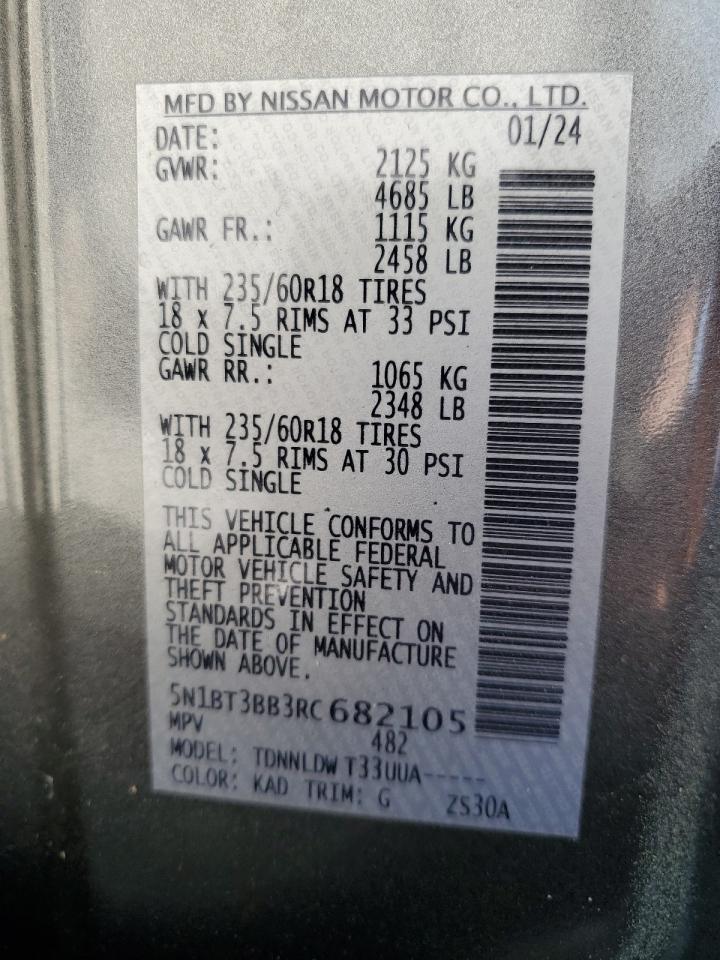 MFD BY NISSAN MOTOR CO., LTD.
DATE: 01/24
GVWR: 2125 KG
4685 LB
GAWR FR.: 1115 KG
2458 LB
WITH 235/60R18 TIRES
18 x 7.5 RIMS AT 33 PSI
COLD SINGLE
GAWR RR.: 1065 KG
2348 LB
WITH 235/60R18 TIRES
18 x 7.5 RIMS AT 30 PSI
COLD SINGLE
THIS VEHICLE CONFORMS TO
ALL APPLICABLE FEDERAL
MOTOR VEHICLE SAFETY AND
THEFT PREVENTION
STANDARDS IN EFFECT ON
THE DATE OF MANUFACTURE
SHOWN ABOVE.
5N1BT3BB3RC682105
MPV 482
MODEL: TDNNLDW T33UUA-----
COLOR: KAD TRIM: G ZS30A